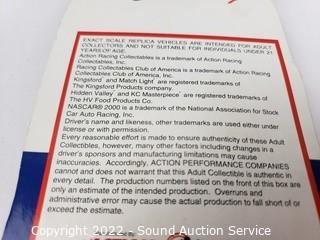 EXACT SCALE REPLICA VEHICLES ARE INTENDED FOR ADULT
COLLECTORS AND NOT SUITABLE FOR INDIVIDUALS UNDER 21
YEARS OF AGE.
Action Racing Collectables is a trademark of Action Racing
Collectables, Inc.
Racing Collectables Club of America is a trademark of Action Racing
Collectables Club of America, Inc.
Kingsford® and Match Light® are registered trademarks of
The Kingsford Products company.
Hidden Valley® and KC Masterpiece® are registered trademarks of
The HV Food Products Co.
NASCAR® 2000 is a trademark of the National Association for Stock
Car Auto Racing, Inc.
Driver's name and likeness, other trademarks are used either under
license or with permission.
Every reasonable effort is made to ensure authenticity of these Adult
Collectibles, however, many other factors including changes in a
driver's sponsors and manufacturing limitations may cause
inaccuracies. Accordingly, ACTION PERFORMANCE COMPANIES
cannot and does not warrant that this Adult Collectible is authentic in
every detail. The production numbers listed on the front of this box are
only an estimate of the intended production. Overruns and
administrative error may cause the actual production to fall short of or
exceed the estimate.
Copyright 2022 - Sound Auction Service